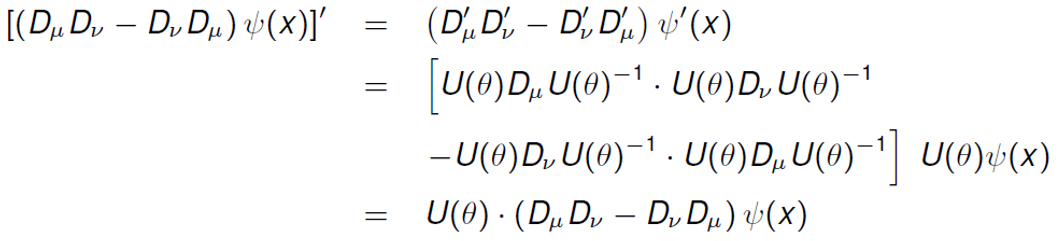 [(D_μ D_ν − D_ν D_μ) ψ(x)]′ = (D′_μ D′_ν − D′_ν D′_μ) ψ′(x)
= [U(θ)D_μ U(θ)⁻¹ · U(θ)D_ν U(θ)⁻¹
−U(θ)D_ν U(θ)⁻¹ · U(θ)D_μ U(θ)⁻¹] U(θ)ψ(x)
= U(θ) · (D_μ D_ν − D_ν D_μ) ψ(x)